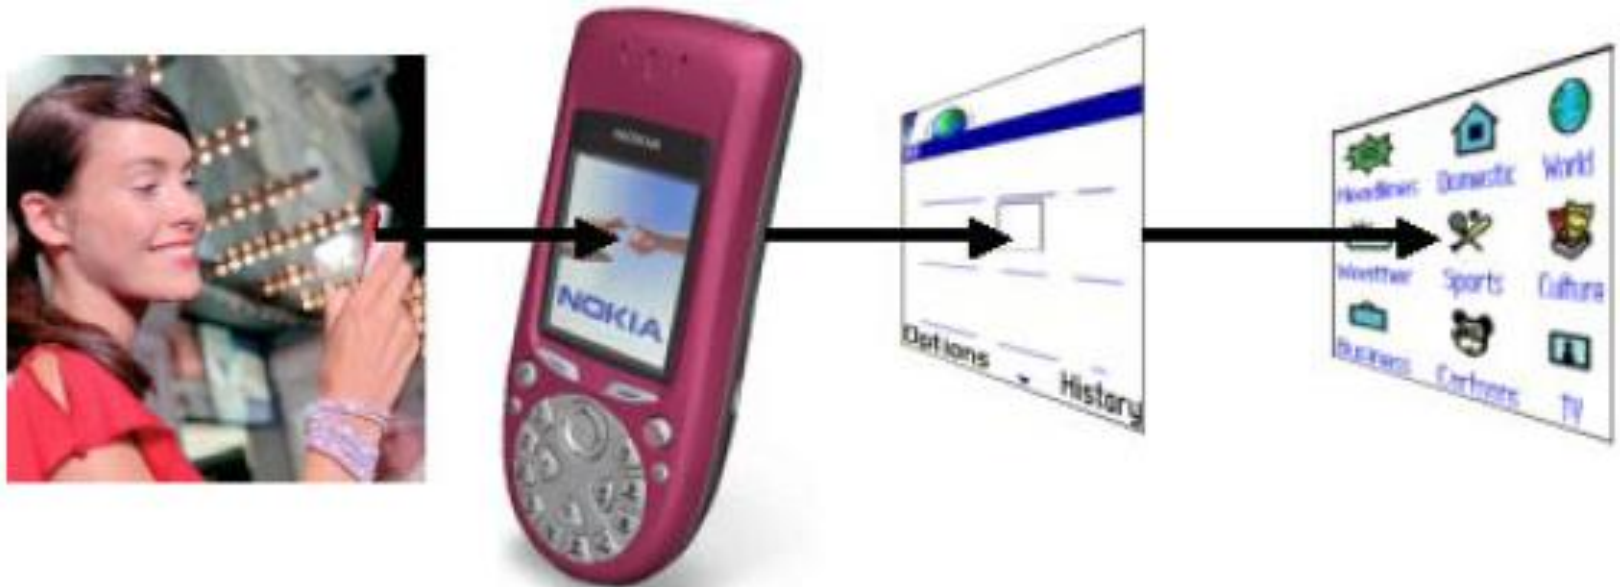 NOKIA
NOKIA
Options
History
Headlines Domestic World
Weather Sports Culture
Business Cartoons TV